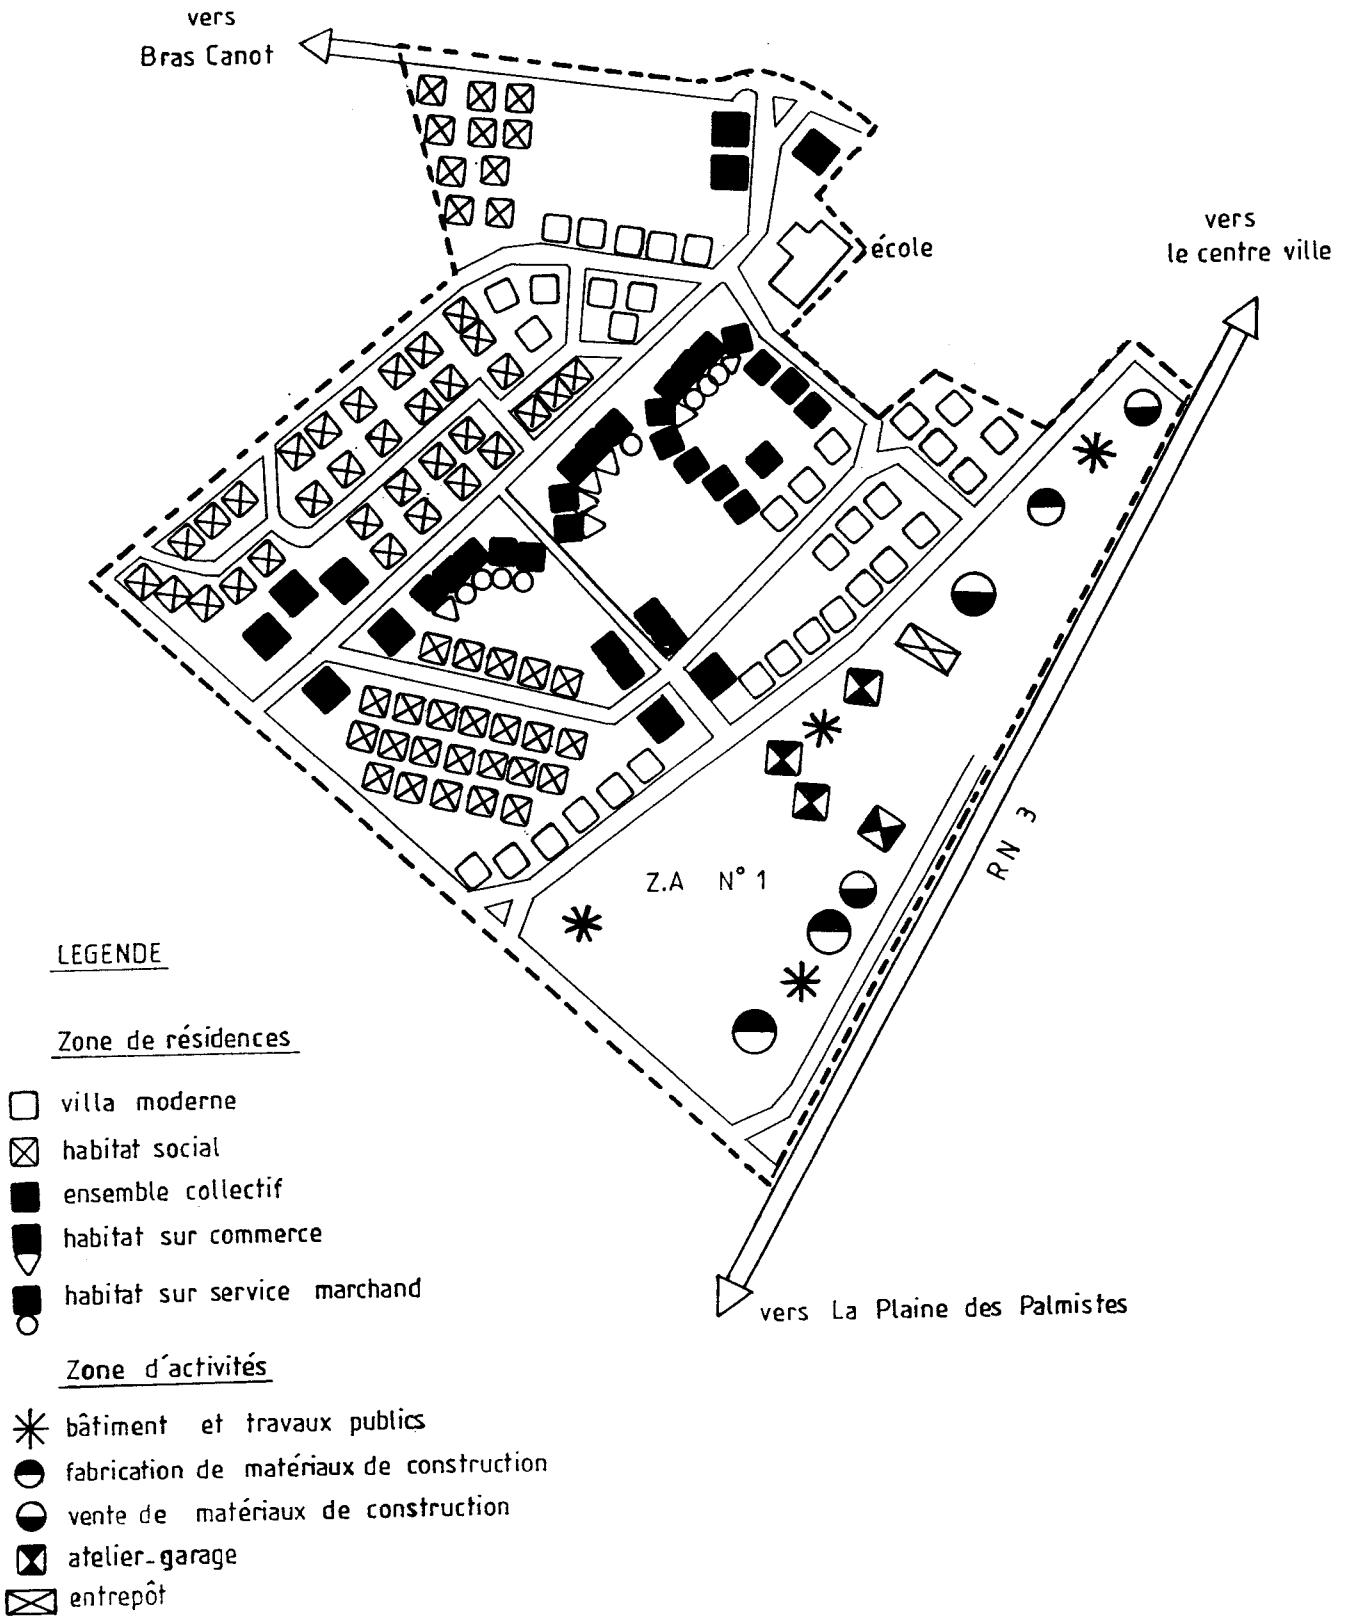 vers
Bras Canot
école
vers
le centre ville
RN 3
Z.A N° 1
LEGENDE
Zone de résidences
villa moderne
habitat social
ensemble collectif
habitat sur commerce
habitat sur service marchand
vers La Plaine des Palmistes
Zone d'activités
bâtiment et travaux publics
fabrication de matériaux de construction
vente de matériaux de construction
atelier-garage
entrepôt